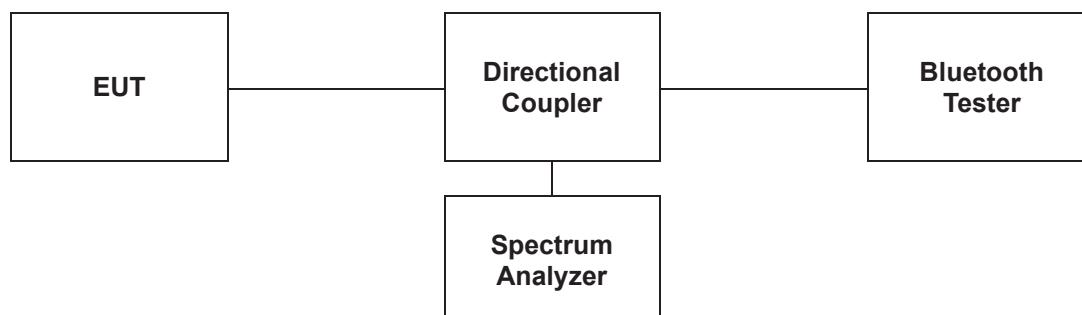 EUT
Directional
Coupler
Bluetooth
Tester
Spectrum
Analyzer